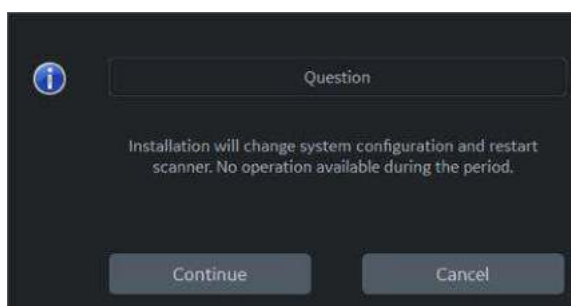 Question
Installation will change system configuration and restart
scanner. No operation available during the period.
Continue
Cancel